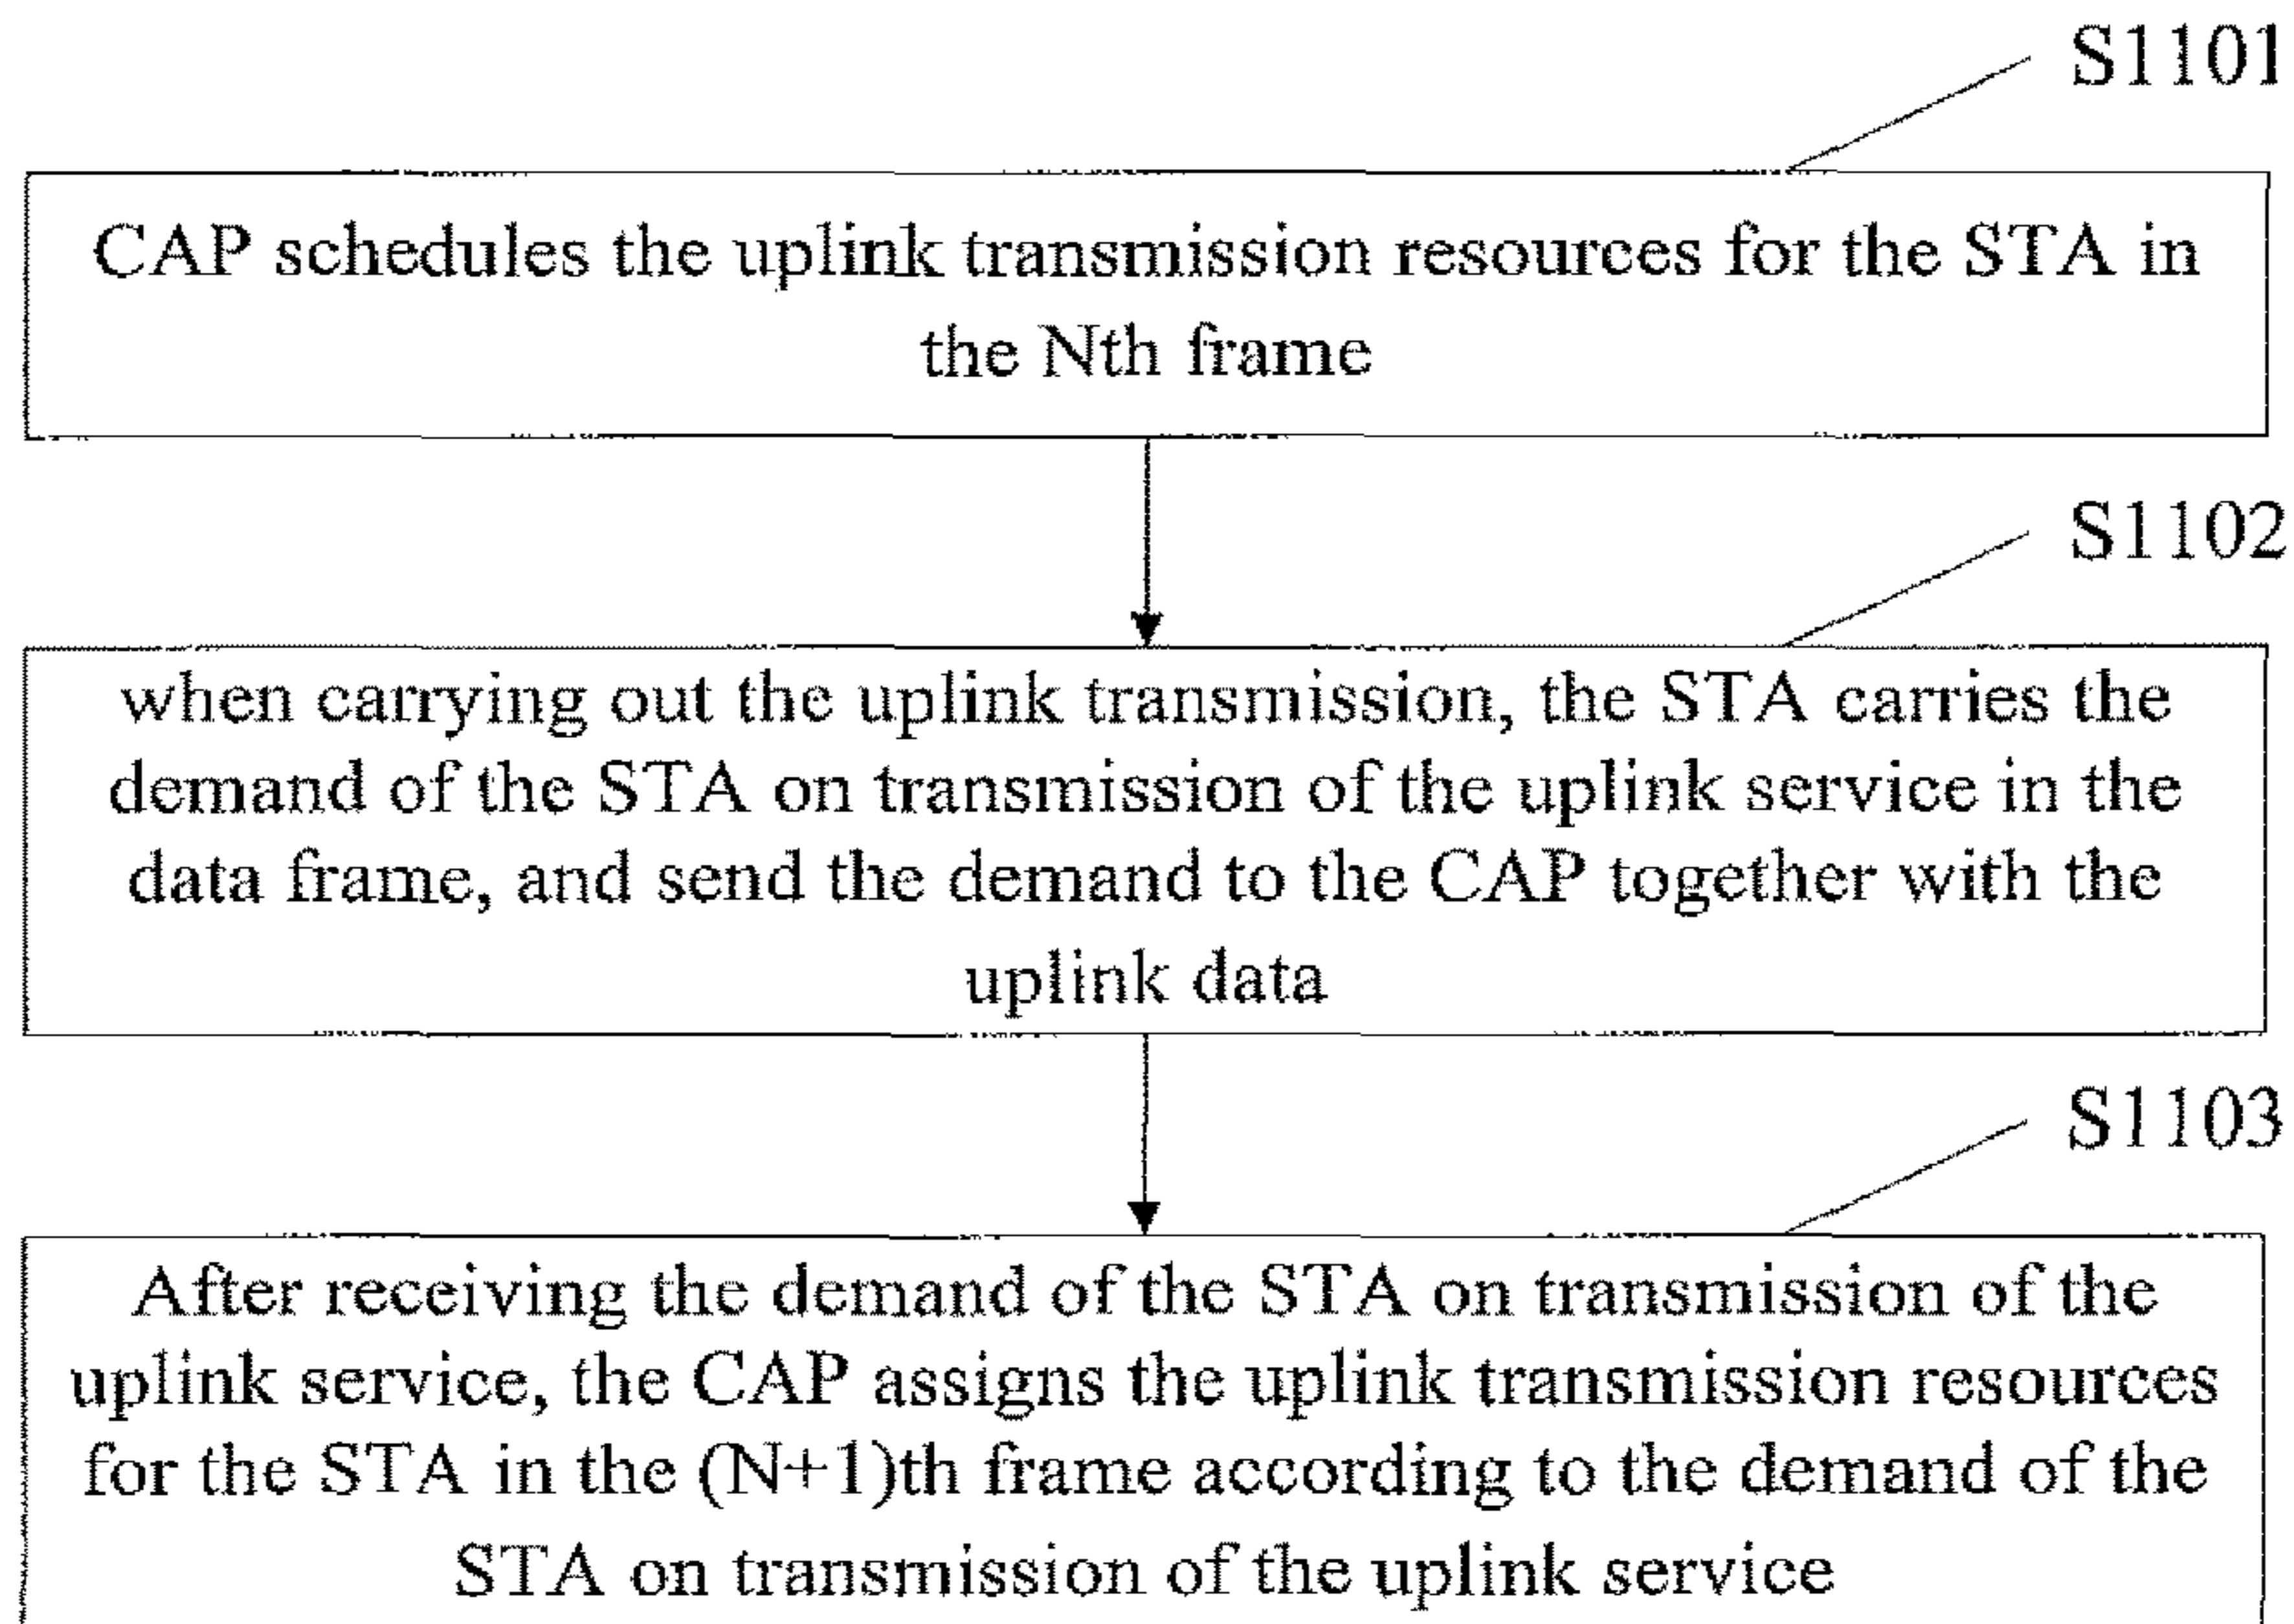 S1101
CAP schedules the uplink transmission resources for the STA in
the Nth frame
S1102
when carrying out the uplink transmission, the STA carries the
demand of the STA on transmission of the uplink service in the
data frame, and send the demand to the CAP together with the
uplink data
S1103
After receiving the demand of the STA on transmission of the
uplink service, the CAP assigns the uplink transmission resources
for the STA in the (N+1)th frame according to the demand of the
STA on transmission of the uplink service